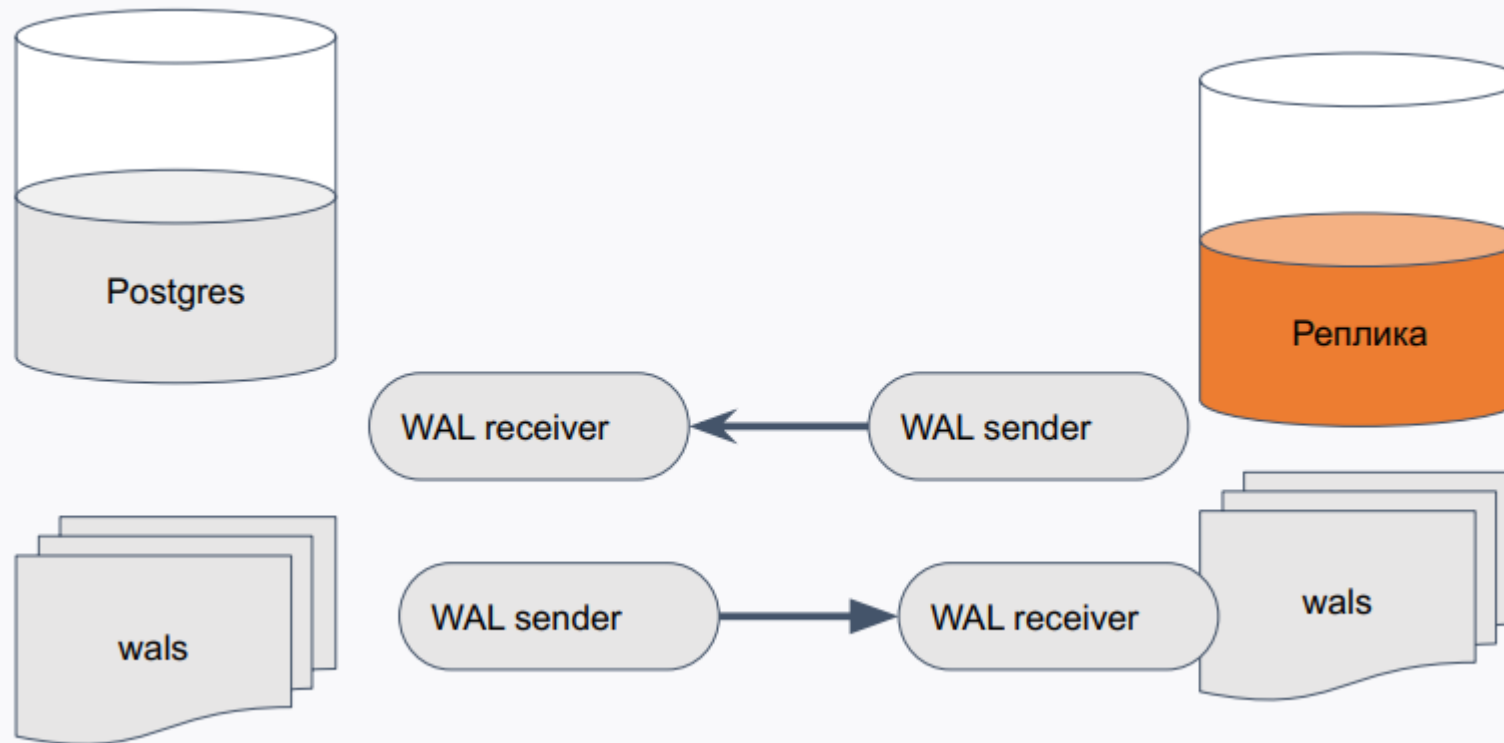 Postgres
Реплика
WAL receiver
WAL sender
WAL sender
WAL receiver
wals
wals